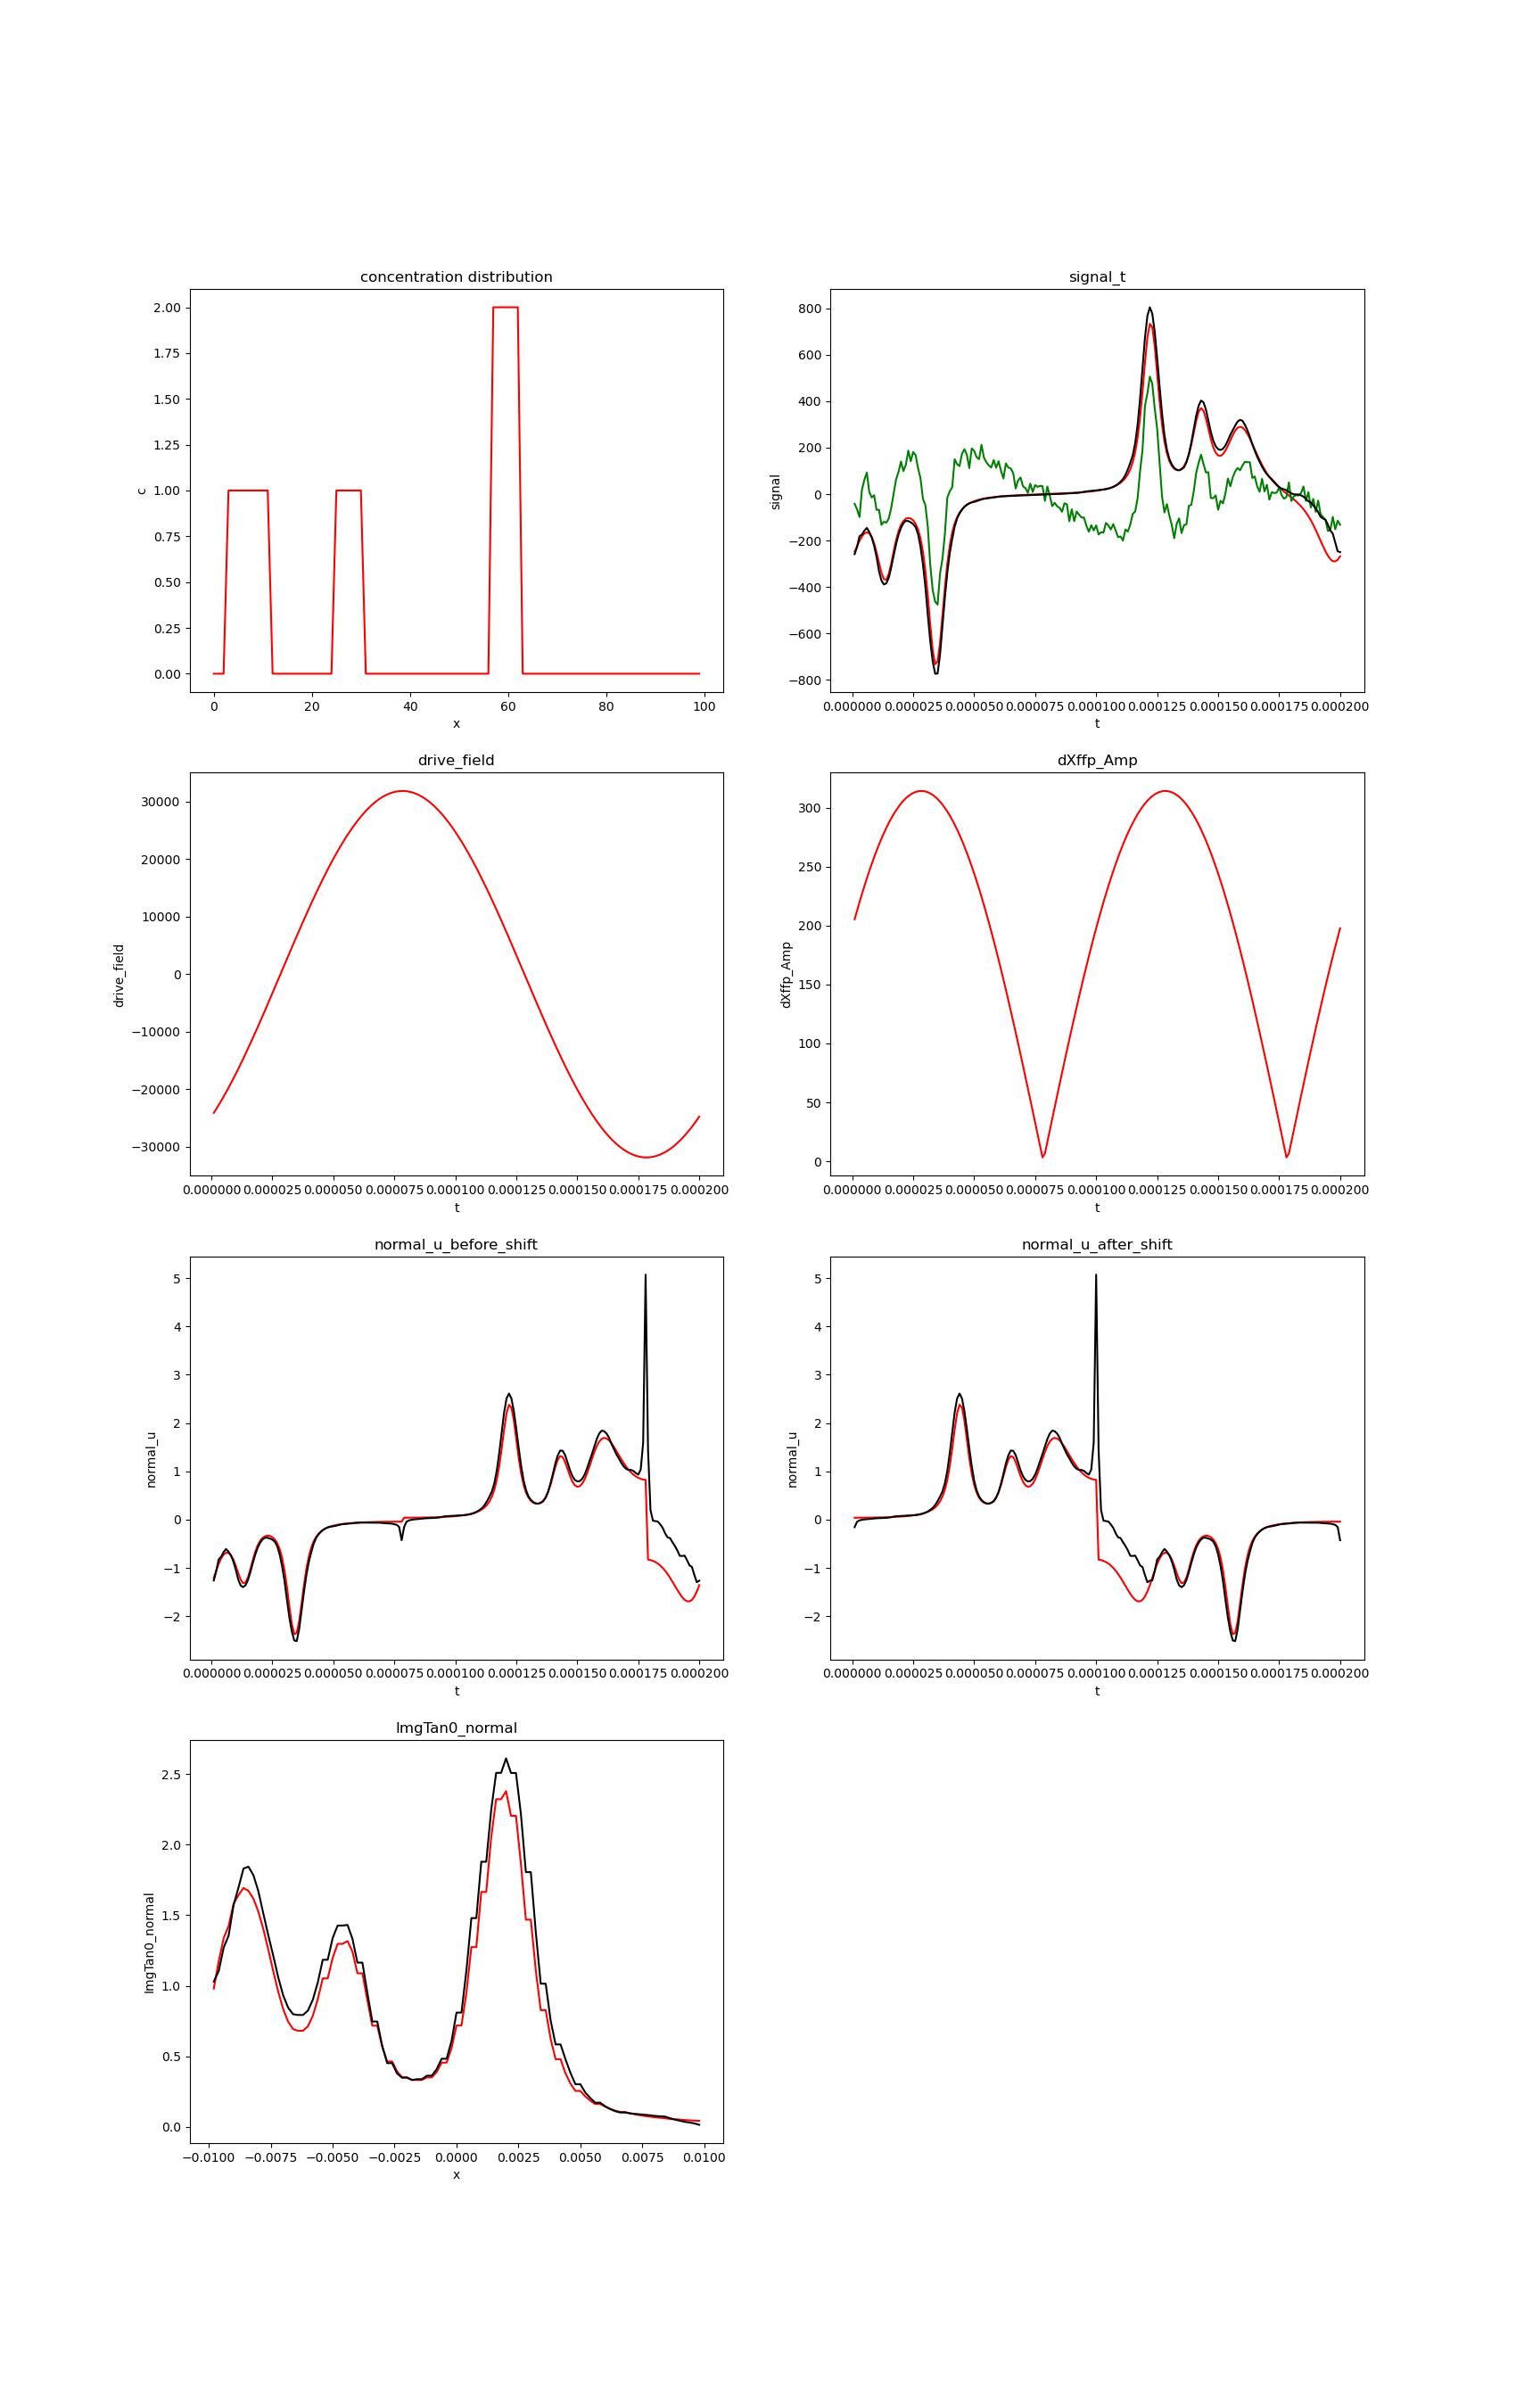 concentration distribution
2.00
1.75
1.50
1.25
1.00
0.75
0.50
0.25
0.00
c
0 20 40 60 80 100
x
signal_t
800
600
400
200
0
−200
−400
−600
−800
signal
0.000000 0.000025 0.000050 0.000075 0.000100 0.000125 0.000150 0.000175 0.000200
t
drive_field
30000
20000
10000
0
−10000
−20000
−30000
drive_field
0.000000 0.000025 0.000050 0.000075 0.000100 0.000125 0.000150 0.000175 0.000200
t
dXffp_Amp
300
250
200
150
100
50
0
dXffp_Amp
0.000000 0.000025 0.000050 0.000075 0.000100 0.000125 0.000150 0.000175 0.000200
t
normal_u_before_shift
5
4
3
2
1
0
−1
−2
normal_u
0.000000 0.000025 0.000050 0.000075 0.000100 0.000125 0.000150 0.000175 0.000200
t
normal_u_after_shift
5
4
3
2
1
0
−1
−2
normal_u
0.000000 0.000025 0.000050 0.000075 0.000100 0.000125 0.000150 0.000175 0.000200
t
ImgTan0_normal
2.5
2.0
1.5
1.0
0.5
0.0
ImgTan0_normal
−0.0100 −0.0075 −0.0050 −0.0025 0.0000 0.0025 0.0050 0.0075 0.0100
x